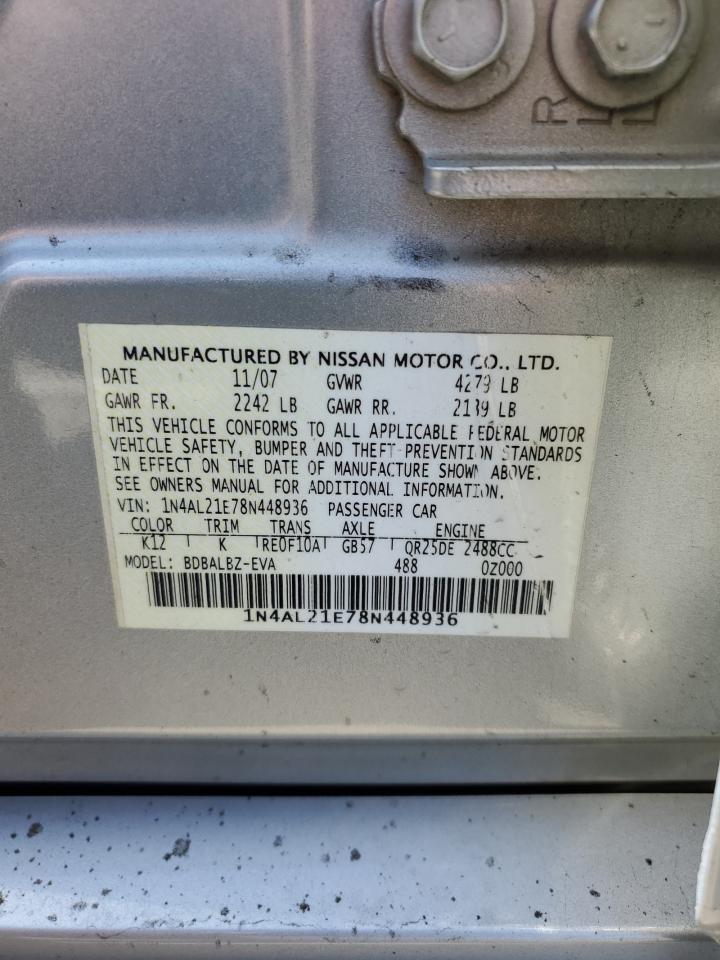 R
L
L
MANUFACTURED BY NISSAN MOTOR CO., LTD.
DATE 11/07 GVWR 4279 LB
GAWR FR. 2242 LB GAWR RR. 2139 LB
THIS VEHICLE CONFORMS TO ALL APPLICABLE FEDERAL MOTOR
VEHICLE SAFETY, BUMPER AND THEFT PREVENTION STANDARDS
IN EFFECT ON THE DATE OF MANUFACTURE SHOWN ABOVE.
SEE OWNERS MANUAL FOR ADDITIONAL INFORMATION.
VIN: 1N4AL21E78N448936 PASSENGER CAR
COLOR TRIM TRANS AXLE ENGINE
K12 K RE0F10A GB57 QR25DE 2488CC
MODEL: BDBALBZ-EVA 488 0Z000
1N4AL21E78N448936